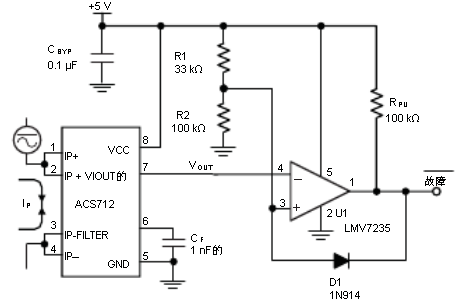 +5 V
C BYP
0.1 µF
R1
33 kΩ
R2
100 kΩ
R PU
100 kΩ
8
VCC
1
IP+
2
IP + VIOUT的
7
V OUT
4
5
1
故障
I P
ACS712
3
2 U1
LMV7235
3
IP-FILTER
6
C F
1 nF的
4
IP–
GND
5
D1
1N914